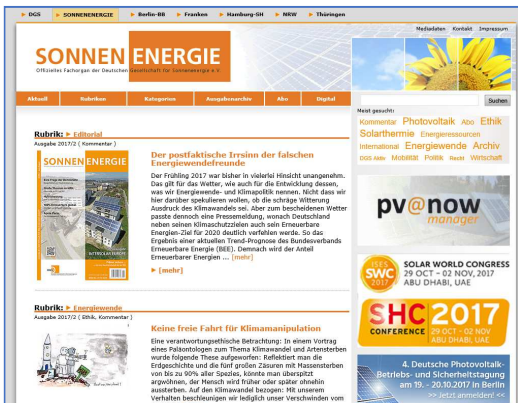 DGS SONNENENERGIE Berlin-BB Franken Hamburg-SH NRW Thüringen
Mediadaten Kontakt Impressum
SONNENENERGIE
Offizielles Fachorgan der Deutschen Gesellschaft für Sonnenenergie e.V.
Aktuell Rubriken Kategorien Ausgabenarchiv Abo Digital
Suchen
Meist gesucht:
Kommentar Photovoltaik Abo Ethik
Solarthermie Energieressourcen
International Energiewende Archiv
DGS Aktiv Mobilität Politik Recht Wirtschaft
Rubrik: Editorial
Ausgabe 2017/2 ( Kommentar )
SONNENENERGIE
Der postfaktische Irrsinn der falschen
Energiewendefreunde
Der Frühling 2017 war bisher in vielerlei Hinsicht unangenehm.
Das gilt für das Wetter, wie auch für die Entwicklung dessen,
was wir Energiewende- und Klimapolitik nennen. Nicht dass wir
hier darüber spekulieren wollen, ob die schräge Witterung
Ausdruck des Klimawandels sei. Aber zum bescheidenen Wetter
passte dennoch eine Pressemeldung, wonach Deutschland
neben seinen Klimaschutzzielen auch sein Erneuerbare
Energien-Ziel für 2020 deutlich verfehlen werde. So das
Ergebnis einer aktuellen Trend-Prognose des Bundesverbands
Erneuerbare Energie (BEE). Demnach wird der Anteil
Erneuerbarer Energien ... [mehr]
[mehr]
pv@now
manager
ISES
SWC
2017
SOLAR WORLD CONGRESS
29 OCT - 02 NOV, 2017
ABU DHABI, UAE
SHC 2017
CONFERENCE 29 OCT - 02 NOV
ABU DHABI, UAE
4. Deutsche Photovoltaik-
Betriebs- und Sicherheitstagung
am 19. - 20.10.2017 in Berlin
>> Jetzt anmelden! <<
Rubrik: Energiewende
Ausgabe 2017/2 ( Ethik, Kommentar )
Keine freie Fahrt für Klimamanipulation
Eine verantwortungsethische Betrachtung: In einem Vortrag
eines Paläontologen zum Thema Klimawandel und Artensterben
wurde folgende These aufgeworfen: Reflektiert man die
Erdgeschichte und die fünf großen Zäsuren mit Massensterben
von bis zu 90% aller Spezies, könnte man überspitzt
argwöhnen, der Mensch wird früher oder später ohnehin
aussterben. Auf den Klimawandel bezogen: Mit unserem
Verhalten beschleunigen wir lediglich unser Verschwinden vom